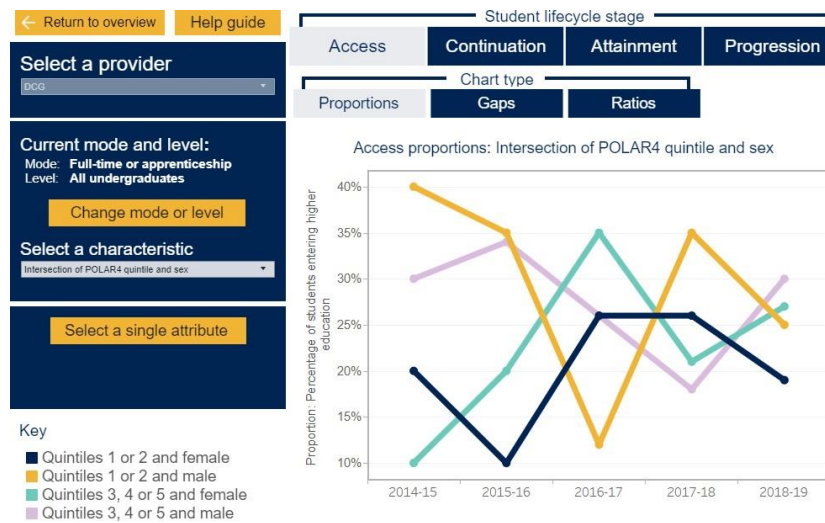 ← Return to overview
Help guide
Student lifecycle stage
Access
Continuation
Attainment
Progression
Select a provider
DCG
Chart type
Proportions
Gaps
Ratios
Current mode and level:
Mode: Full-time or apprenticeship
Level: All undergraduates
Change mode or level
Select a characteristic
Intersection of POLAR4 quintile and sex
Select a single attribute
Key
Quintiles 1 or 2 and female
Quintiles 1 or 2 and male
Quintiles 3, 4 or 5 and female
Quintiles 3, 4 or 5 and male
Access proportions: Intersection of POLAR4 quintile and sex
Proportion: Percentage of students entering higher
education
40%
35%
30%
25%
20%
15%
10%
2014-15
2015-16
2016-17
2017-18
2018-19